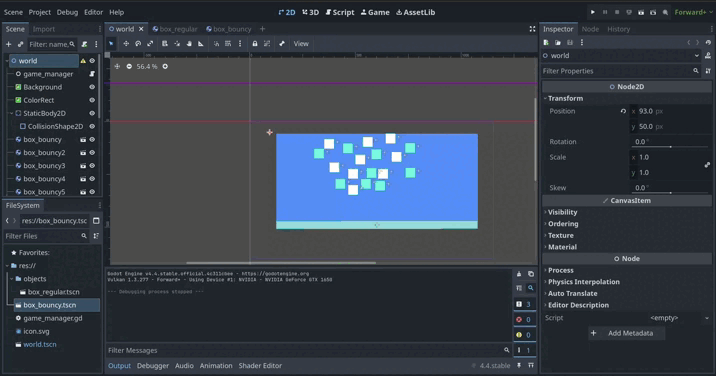 Scene Project Debug Editor Help
2D 3D Script Game AssetLib
Forward+
Scene Import
Filter: name,
world
game_manager
Background
ColorRect
StaticBody2D
CollisionShape2D
box_bouncy
box_bouncy2
box_bouncy3
box_bouncy4
box_bouncy5
FileSystem
res://box_bouncy.tsc
Filter Files
Favorites:
res://
objects
box_regular.tscn
box_bouncy.tscn
game_manager.gd
icon.svg
world.tscn
world box_regular box_bouncy
View
56.4 %
Godot Engine v4.4.stable.official.4c311cbee - https://godotengine.org
Vulkan 1.3.277 - Forward+ - Using Device #1: NVIDIA - NVIDIA GeForce GTX 1650
--- Debugging process stopped ---
3
0
0
1
Filter Messages
Output Debugger Audio Animation Shader Editor
4.4.stable
Inspector Node History
world
Filter Properties
Node2D
Transform
Position x 93.0 px
y 50.0 px
Rotation 0.0 °
Scale x 1.0
y 1.0
Skew 0.0 °
CanvasItem
Visibility
Ordering
Texture
Material
Node
Process
Physics Interpolation
Auto Translate
Editor Description
Script <empty>
Add Metadata